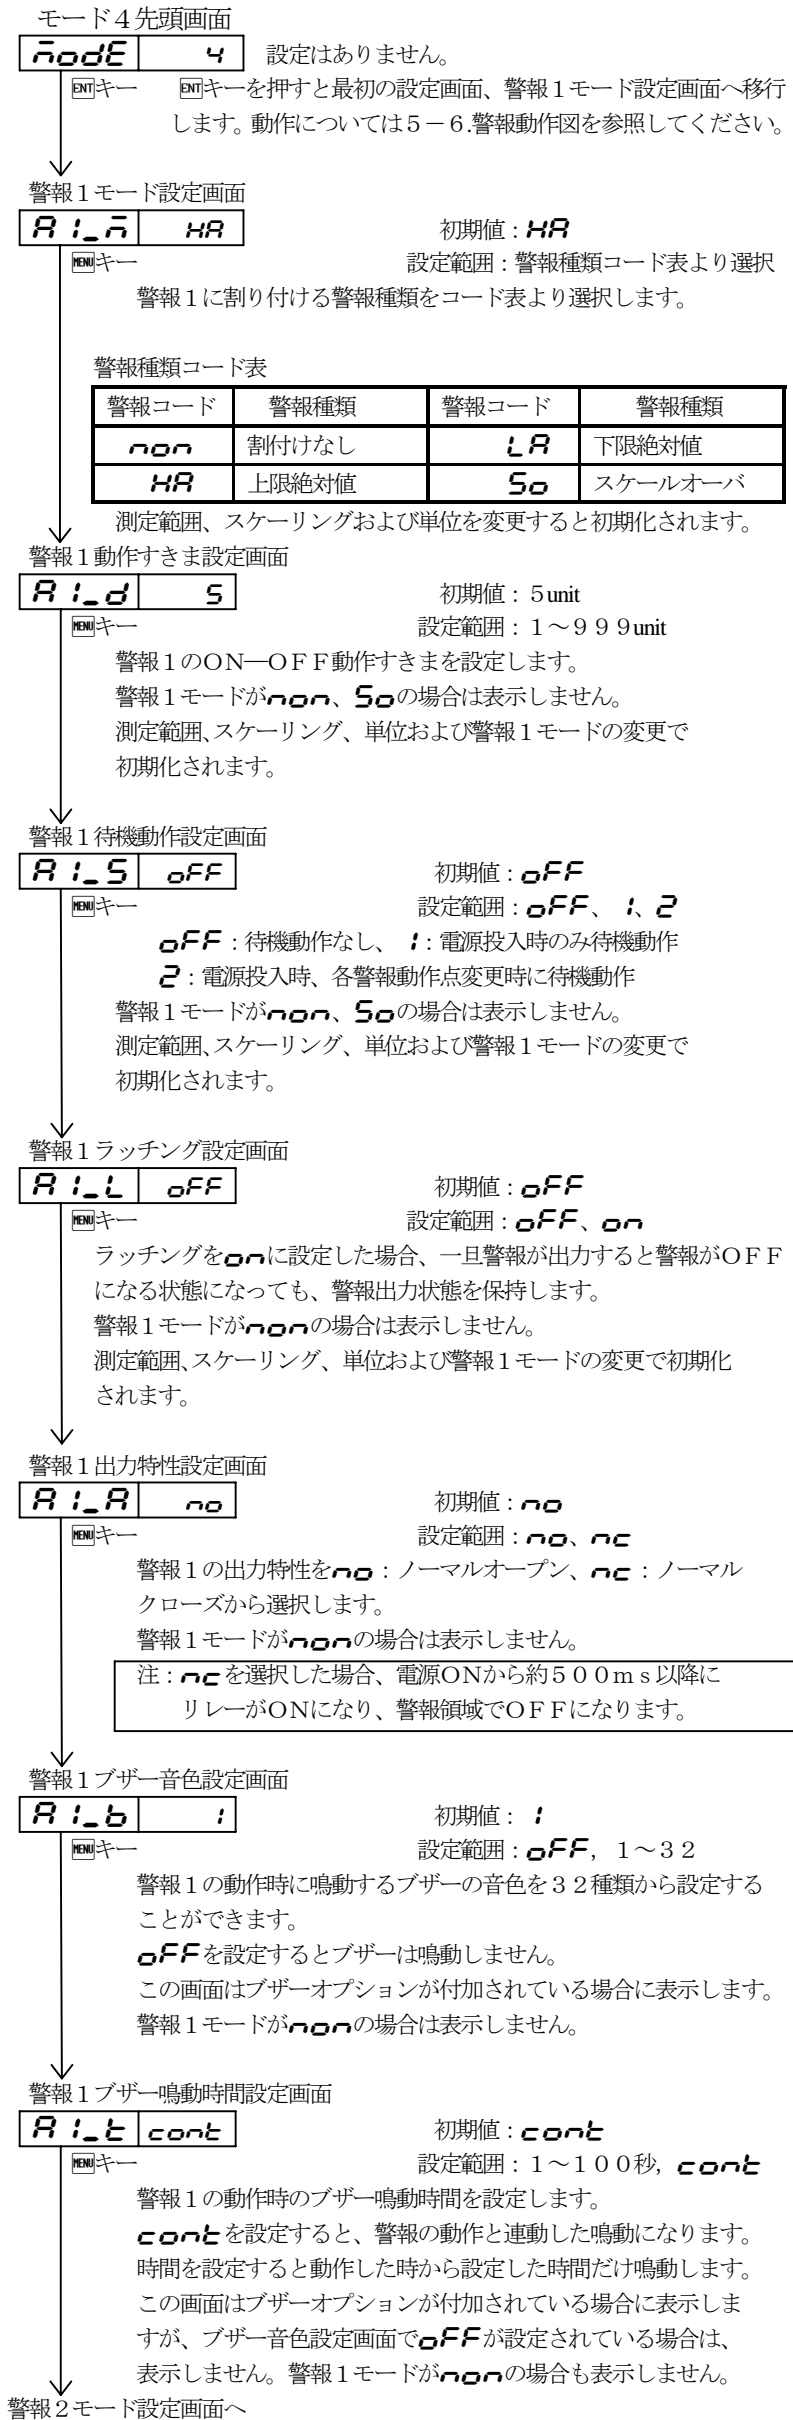 モード４先頭画面
modE 4 設定はありません。
ENTキー ENTキーを押すと最初の設定画面、警報１モード設定画面へ移行
します。動作については５－６.警報動作図を参照してください。
警報１モード設定画面
A1_m HA 初期値：HA
MENUキー 設定範囲：警報種類コード表より選択
警報１に割り付ける警報種類をコード表より選択します。
警報種類コード表
警報コード 警報種類 警報コード 警報種類
non 割付けなし LA 下限絶対値
HA 上限絶対値 So スケールオーバ
測定範囲、スケーリングおよび単位を変更すると初期化されます。
警報１動作すきま設定画面
A1_d 5 初期値：５unit
MENUキー 設定範囲：１～９９９unit
警報１のＯＮ―ＯＦＦ動作すきまを設定します。
警報１モードがnon、Soの場合は表示しません。
測定範囲、スケーリング、単位および警報１モードの変更で
初期化されます。
警報１待機動作設定画面
A1_S oFF 初期値：oFF
MENUキー 設定範囲：oFF、1、2
oFF：待機動作なし、1：電源投入時のみ待機動作
2：電源投入時、各警報動作点変更時に待機動作
警報１モードがnon、Soの場合は表示しません。
測定範囲、スケーリング、単位および警報１モードの変更で
初期化されます。
警報１ラッチング設定画面
A1_L oFF 初期値：oFF
MENUキー 設定範囲：oFF、on
ラッチングをonに設定した場合、一旦警報が出力すると警報がＯＦＦ
になる状態になっても、警報出力状態を保持します。
警報１モードがnonの場合は表示しません。
測定範囲、スケーリング、単位および警報１モードの変更で初期化
されます。
警報１出力特性設定画面
A1_A no 初期値：no
MENUキー 設定範囲：no、nc
警報１の出力特性をno：ノーマルオープン、nc：ノーマル
クローズから選択します。
警報１モードがnonの場合は表示しません。
注：ncを選択した場合、電源ＯＮから約５００ｍｓ以降に
リレーがＯＮになり、警報領域でＯＦＦになります。
警報１ブザー音色設定画面
A1_b 1 初期値：1
MENUキー 設定範囲：oFF，１～３２
警報１の動作時に鳴動するブザーの音色を３２種類から設定する
ことができます。
oFFを設定するとブザーは鳴動しません。
この画面はブザーオプションが付加されている場合に表示します。
警報１モードがnonの場合は表示しません。
警報１ブザー鳴動時間設定画面
A1_t cont 初期値：cont
MENUキー 設定範囲：１～１００秒，cont
警報１の動作時のブザー鳴動時間を設定します。
contを設定すると、警報の動作と連動した鳴動になります。
時間を設定すると動作した時から設定した時間だけ鳴動します。
この画面はブザーオプションが付加されている場合に表示しま
すが、ブザー音色設定画面でoFFが設定されている場合は、
表示しません。警報１モードがnonの場合も表示しません。
警報２モード設定画面へ